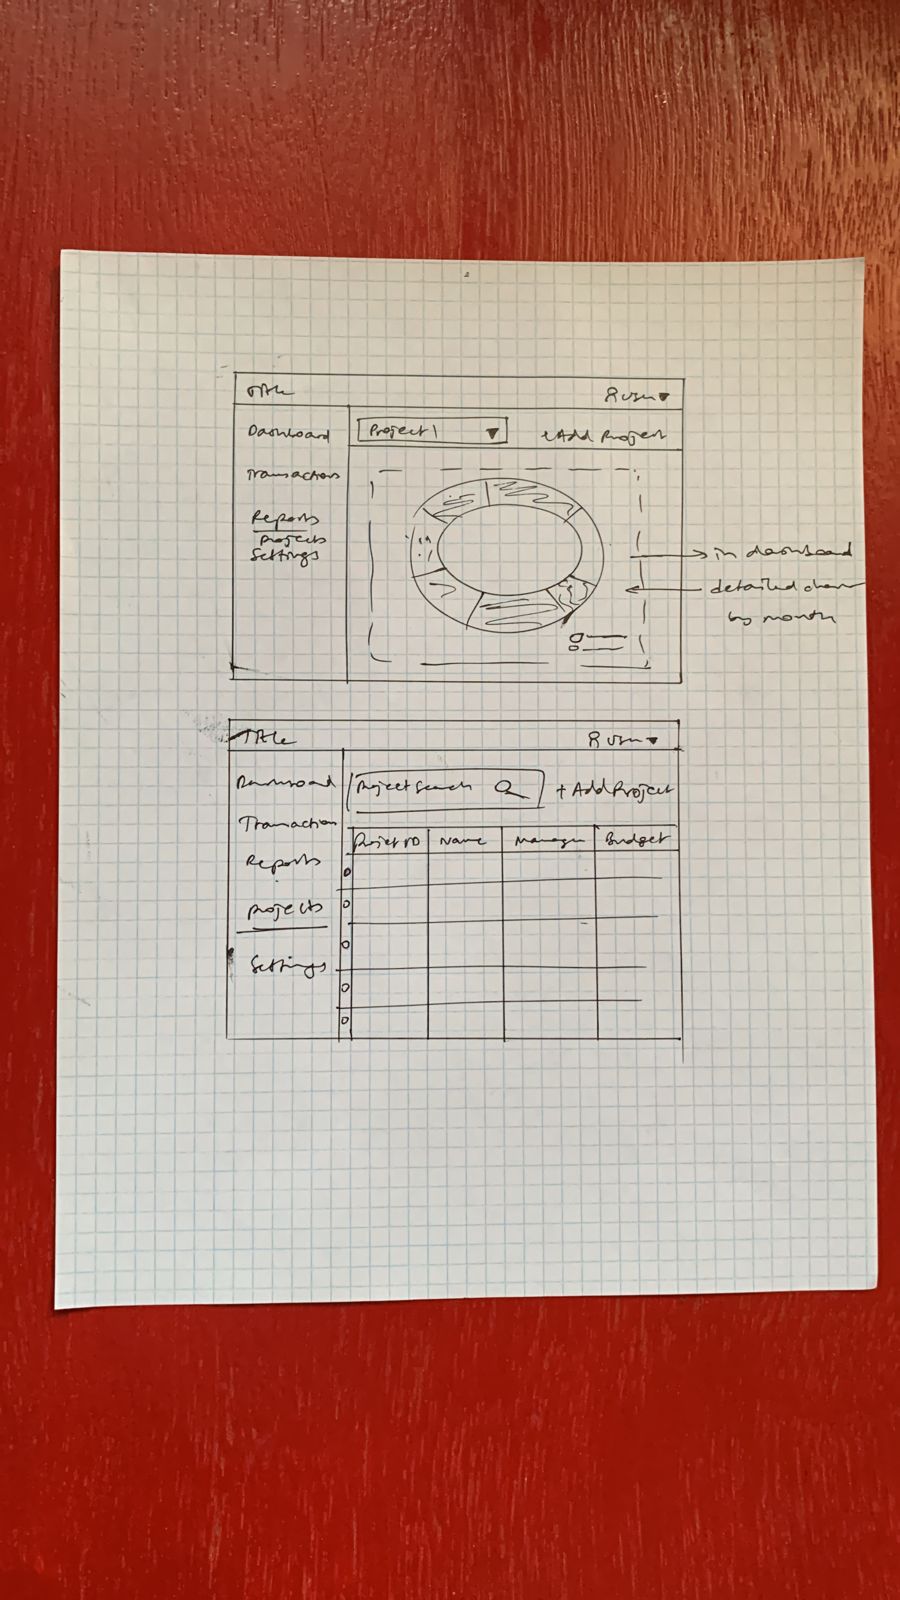 Title
User
Dashboard
Project 1
+Add Project
Transactions
Reports
Projects
Settings
in dashboard
detailed
by month
Title
User
Dashboard
Project Search
+ Add Project
Transaction
Project ID Name Manager Budget
Reports
Projects
Settings